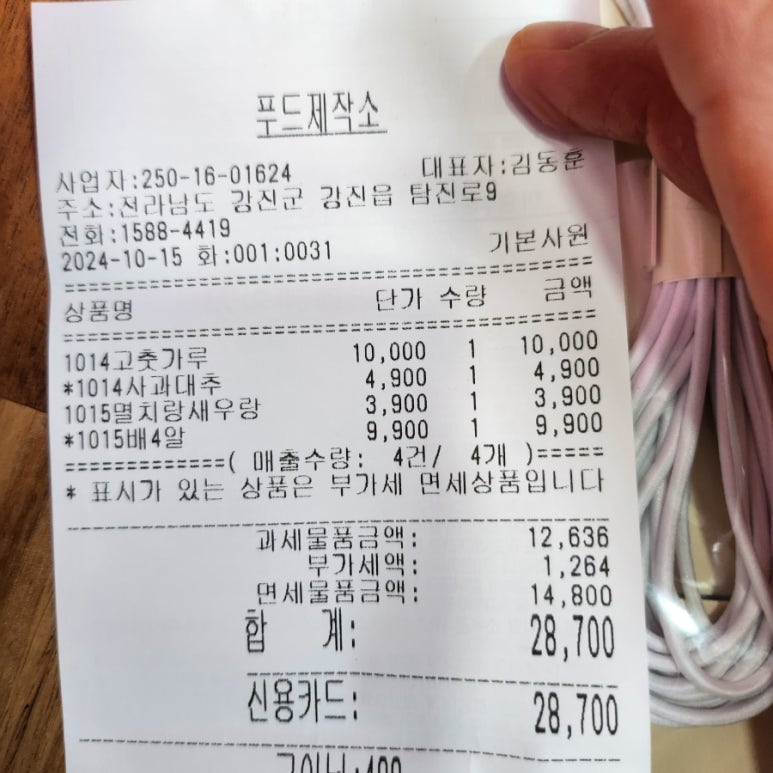 푸드제작소
사업자:250-16-01624 대표자:김동훈
주소:전라남도 강진군 강진읍 탐진로9
전화:1588-4419
2024-10-15 화:001:0031 기본사원
========================================
상품명 단가 수량 금액
========================================
1014고춧가루 10,000 1 10,000
*1014사과대추 4,900 1 4,900
1015멸치랑새우랑 3,900 1 3,900
*1015배4알 9,900 1 9,900
============( 매출수량: 4건/ 4개 )=====
* 표시가 있는 상품은 부가세 면세상품입니다
----------------------------------------
과세물품금액: 12,636
부가세액: 1,264
면세물품금액: 14,800
합 계: 28,700
----------------------------------------
신용카드: 28,700
----------------------------------------